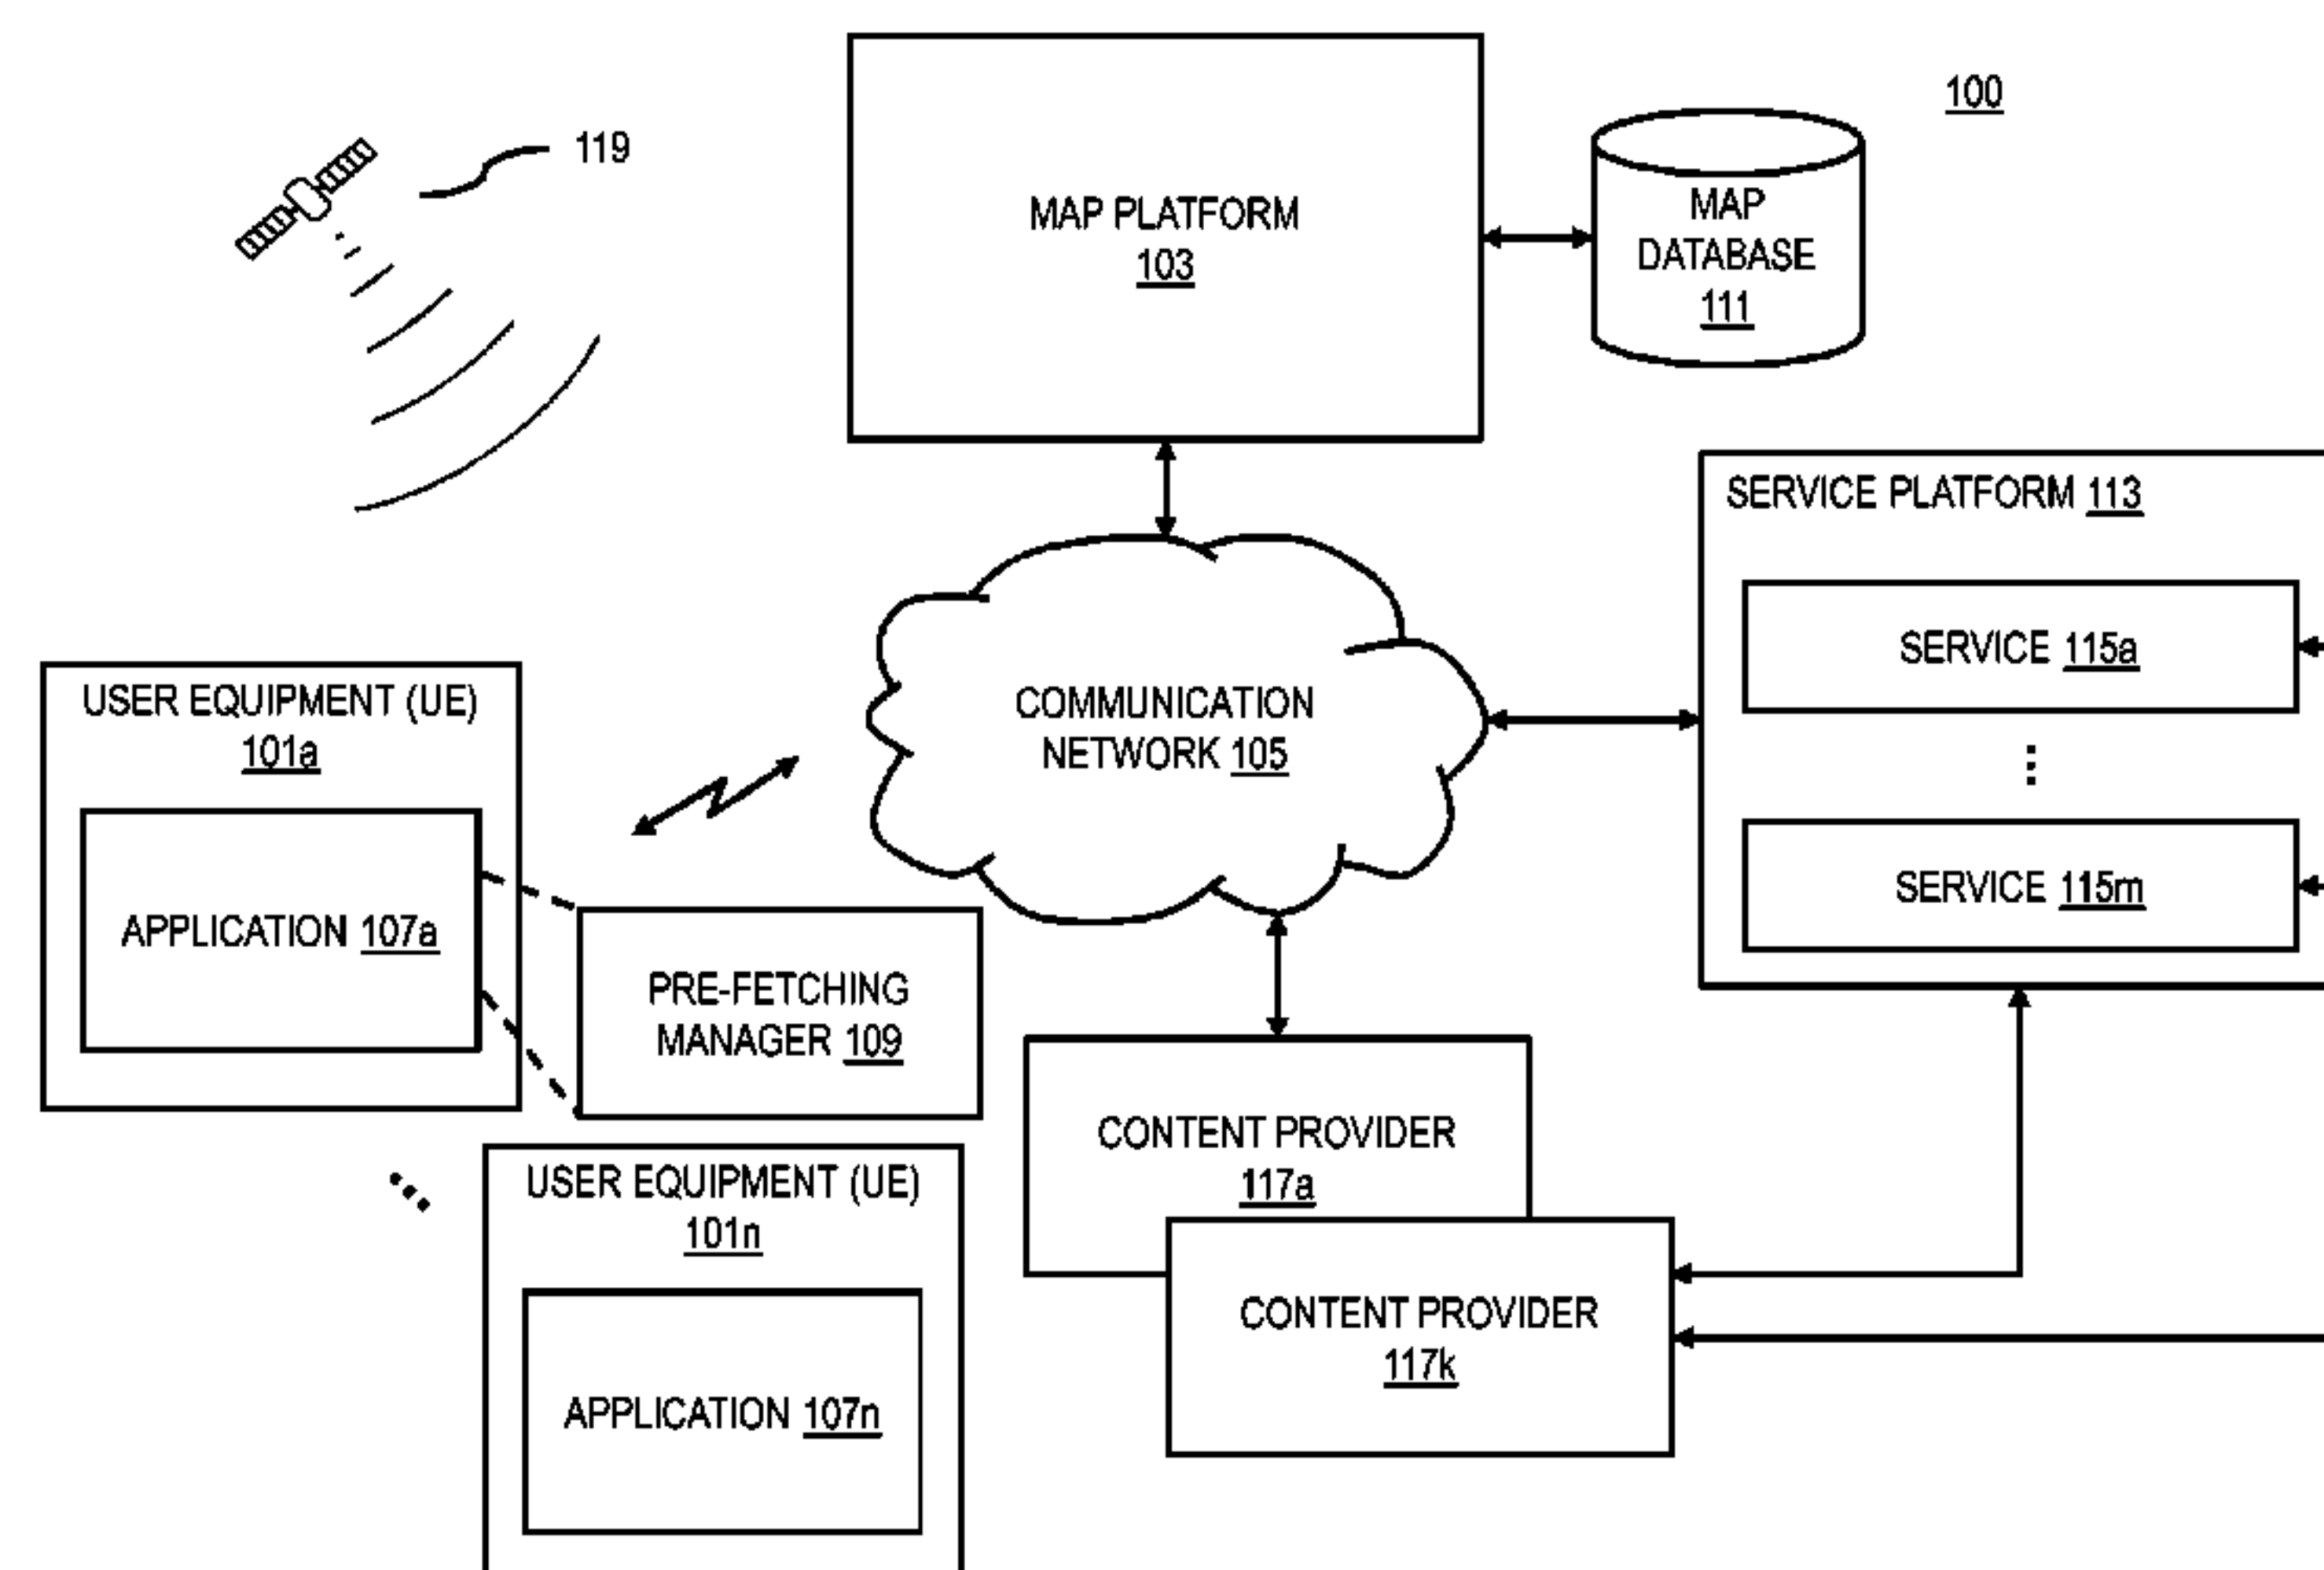 100
119
MAP PLATFORM
103
MAP
DATABASE
111
SERVICE PLATFORM 113
SERVICE 115a
SERVICE 115m
COMMUNICATION
NETWORK 105
USER EQUIPMENT (UE)
101a
APPLICATION 107a
PRE-FETCHING
MANAGER 109
CONTENT PROVIDER
117a
CONTENT PROVIDER
117k
USER EQUIPMENT (UE)
101n
APPLICATION 107n